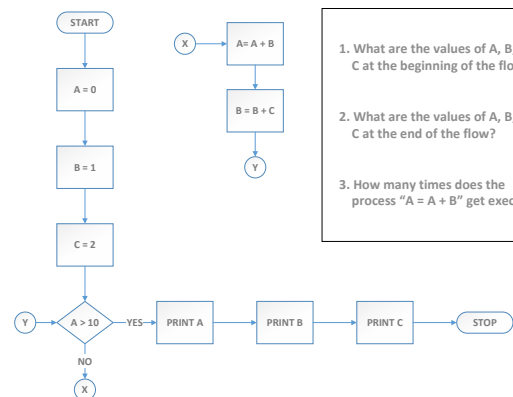 START
A = 0
B = 1
C = 2
Y
A > 10
YES
PRINT A
PRINT B
PRINT C
STOP
NO
X
X
A= A + B
B = B + C
Y
1. What are the values of A, B,
C at the beginning of the
2. What are the values of A, B,
C at the end of the flow?
3. How many times does the
process “A = A + B” get